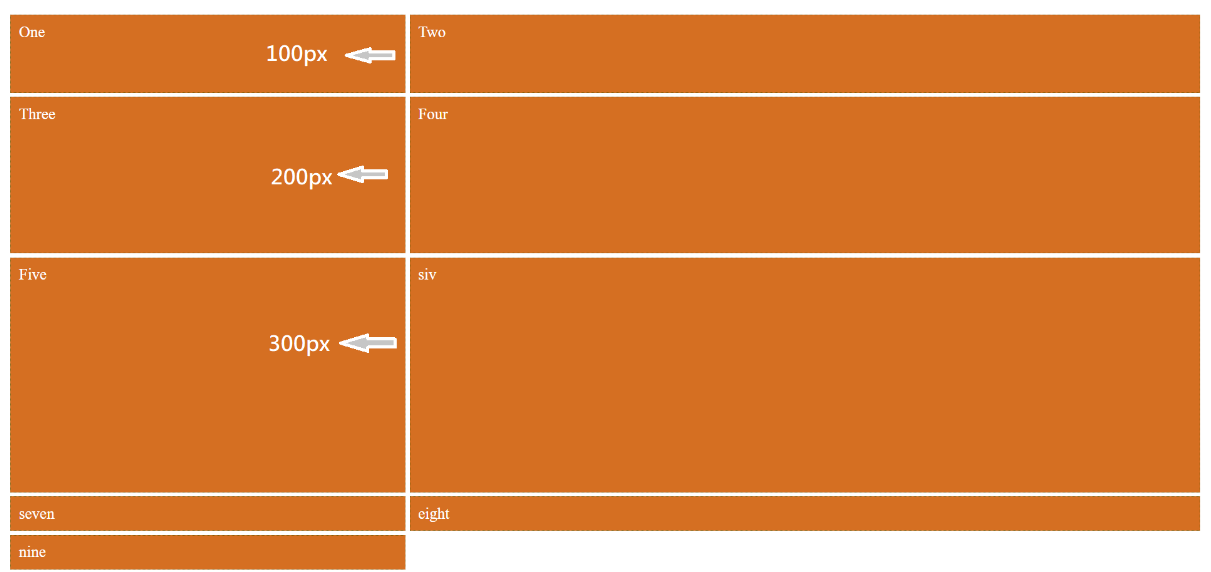 One
100px
Two
Three
200px
Four
Five
300px
siv
seven
eight
nine